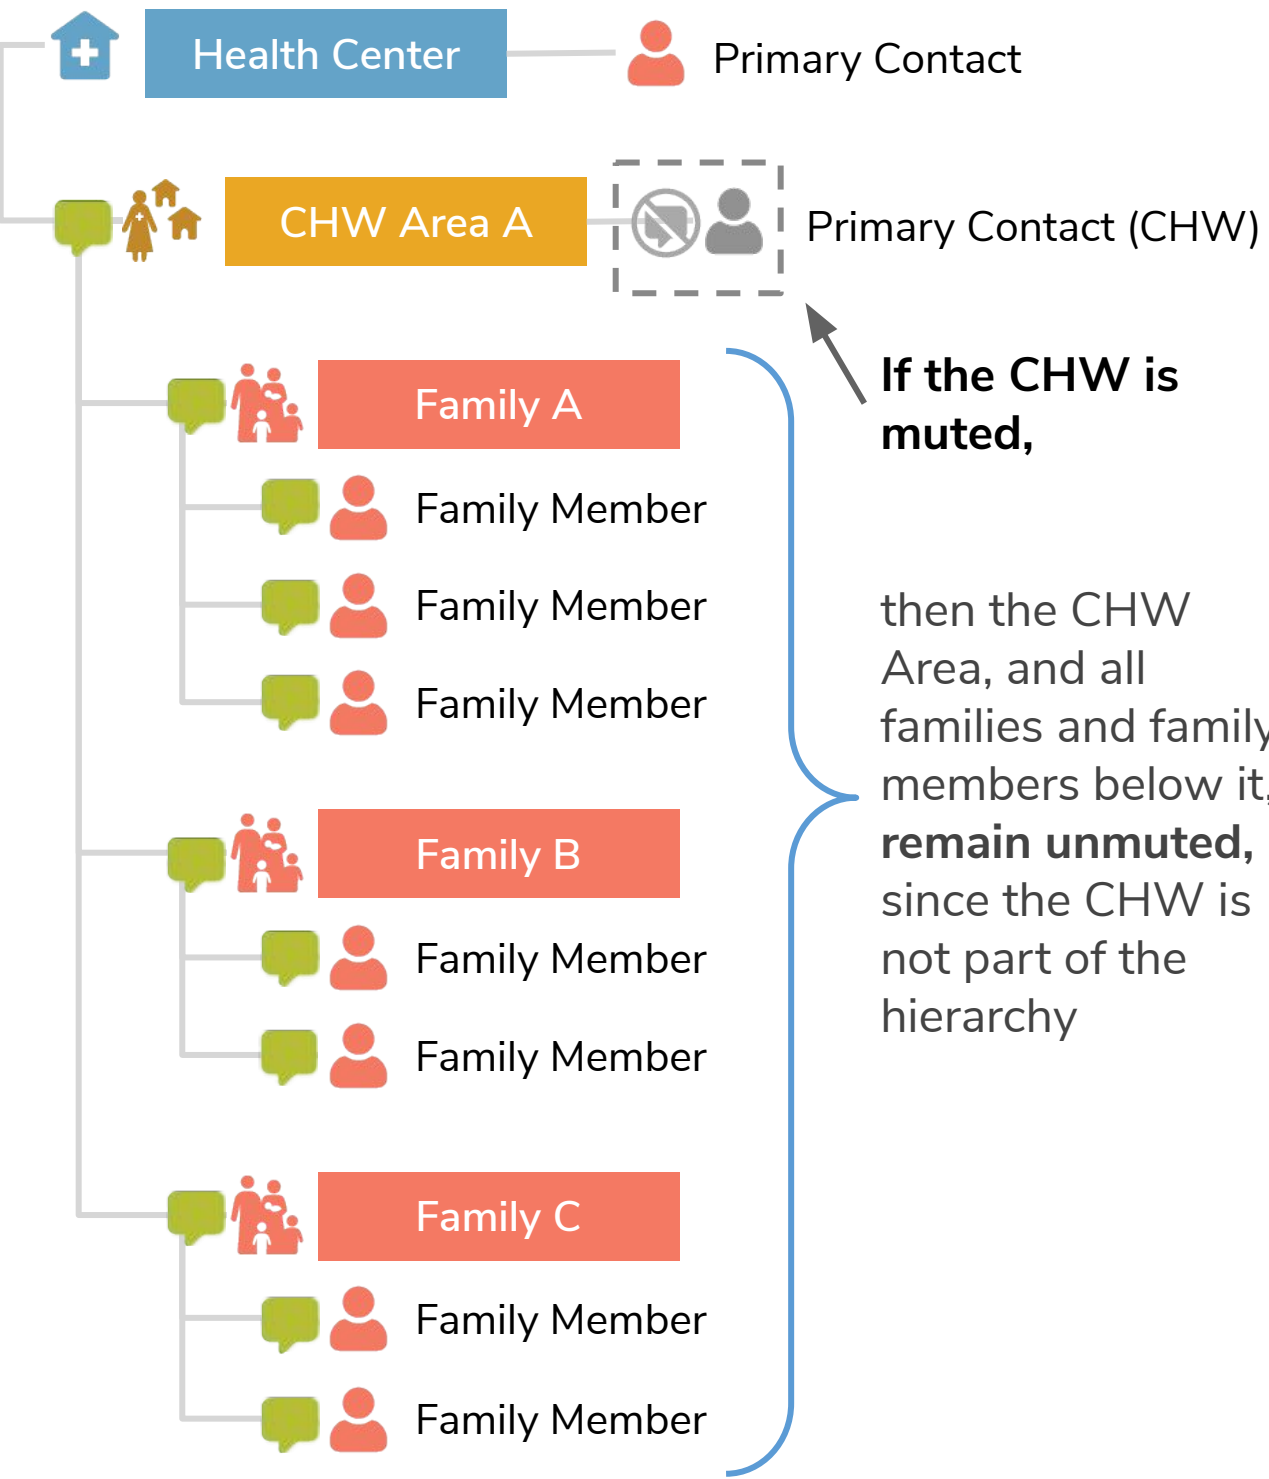 Health Center
Primary Contact
CHW Area A
Primary Contact (CHW)
If the CHW is
muted,
Family A
Family Member
Family Member
Family Member
then the CHW
Area, and all
families and family
members below it,
remain unmuted,
since the CHW is
not part of the
hierarchy
Family B
Family Member
Family Member
Family C
Family Member
Family Member